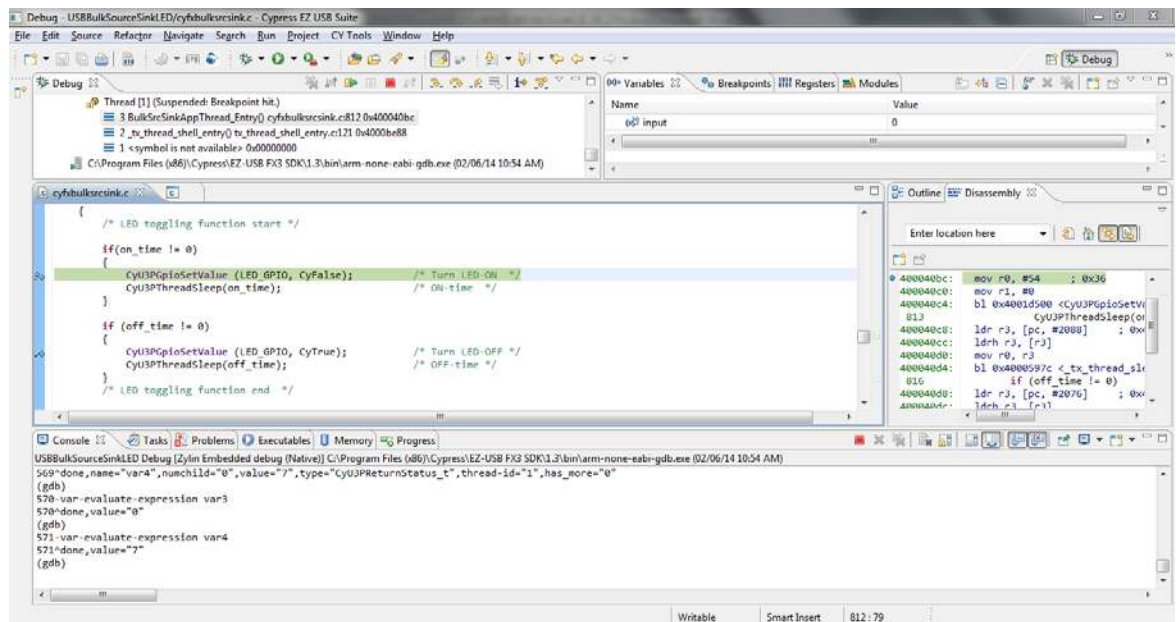 Debug - USBBulkSourceSinkLED/cyfxbulksrcsink.c - Cypress EZ USB Suite
File Edit Source Refactor Navigate Search Run Project CY Tools Window Help
Debug
Debug
Thread [1] (Suspended: Breakpoint hit.)
3 BulkSrcSinkAppThread_Entry() cyfxbulksrcsink.c:812 0x400040bc
2 _tx_thread_shell_entry() tx_thread_shell_entry.c:121 0x4000be88
1 <symbol is not available> 0x00000000
C:\Program Files (x86)\Cypress\EZ-USB FX3 SDK\1.3\bin\arm-none-eabi-gdb.exe (02/06/14 10:54 AM)
Variables Breakpoints Registers Modules
Name Value
input 0
cyfxbulksrcsink.c
{
/* LED toggling function start */
if(on_time != 0)
{
CyU3PGpioSetValue (LED_GPIO, CyFalse); /* Turn LED-ON */
CyU3PThreadSleep(on_time); /* ON-time */
}
if (off_time != 0)
{
CyU3PGpioSetValue (LED_GPIO, CyTrue); /* Turn LED-OFF */
CyU3PThreadSleep(off_time); /* OFF-time */
}
/* LED toggling function end */
Outline Disassembly
Enter location here
400040bc: mov r0, #54 ; 0x36
400040c0: mov r1, #0
400040c4: bl 0x4001d500 <CyU3PGpioSetV
813 CyU3PThreadSleep(o
400040c8: ldr r3, [pc, #2088] ; 0x
400040cc: ldrh r3, [r3]
400040d0: mov r0, r3
400040d4: bl 0x4000597c <_tx_thread_sl
816 if (off_time != 0)
400040d8: ldr r3, [pc, #2076] ; 0x
400040dc: ldrh r3, [r3]
Console Tasks Problems Executables Memory Progress
USBBulkSourceSinkLED Debug [Zylin Embedded debug (Native)] C:\Program Files (x86)\Cypress\EZ-USB FX3 SDK\1.3\bin\arm-none-eabi-gdb.exe (02/06/14 10:54 AM)
569^done,name="var4",numchild="0",value="7",type="CyU3PReturnStatus_t",thread-id="1",has_more="0"
(gdb)
570-var-evaluate-expression var3
570^done,value="0"
(gdb)
571-var-evaluate-expression var4
571^done,value="7"
(gdb)
Writable Smart Insert 812 : 79